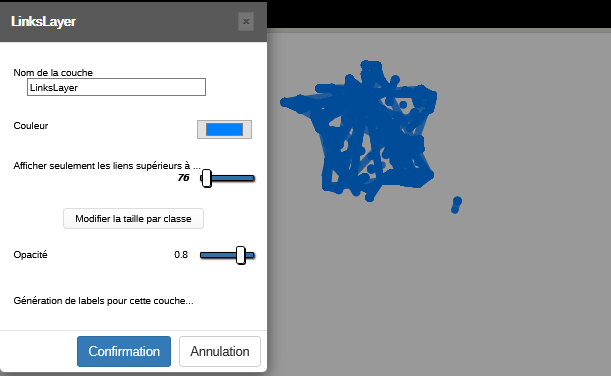 LinksLayer
×
Nom de la couche
LinksLayer
Couleur
Afficher seulement les liens supérieurs à ...
76
Modifier la taille par classe
Opacité 0.8
Génération de labels pour cette couche...
Confirmation Annulation